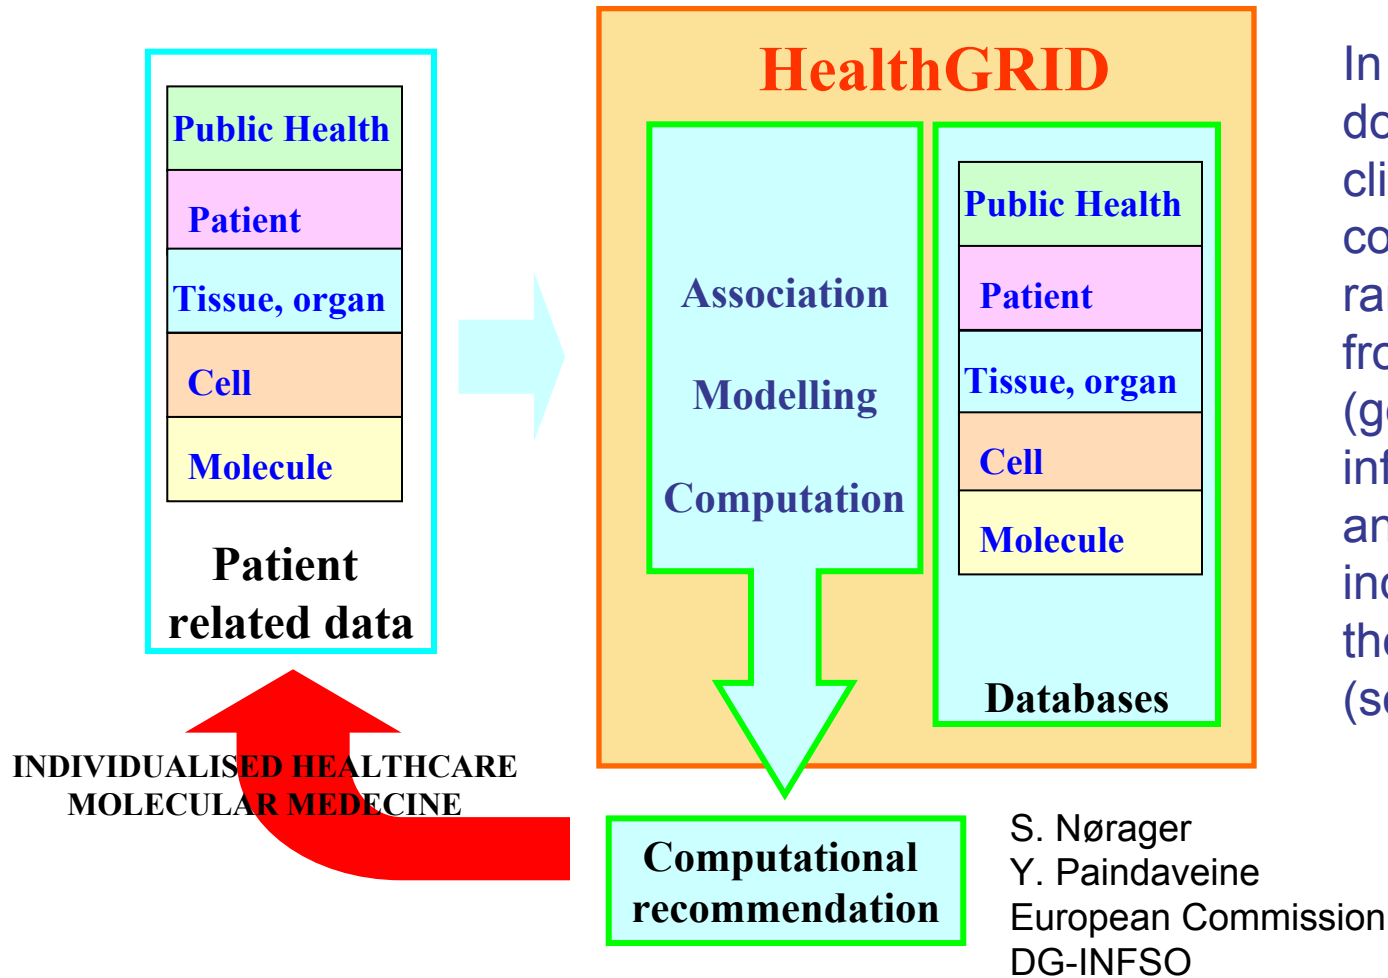 HealthGRID
Public Health
Patient
Tissue, organ
Cell
Molecule
Patient
related data
Association
Modelling
Computation
Public Health
Patient
Tissue, organ
Cell
Molecule
Databases
INDIVIDUALISED HEALTHCARE
MOLECULAR MEDECINE
Computational
recommendation
S. Nørager
Y. Paindaveine
European Commission
DG-INFSO
In